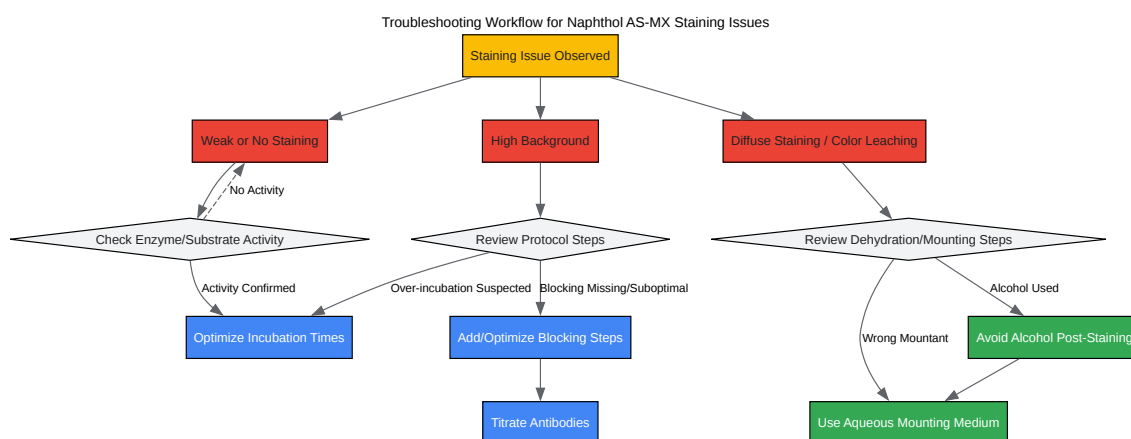 Troubleshooting Workflow for Naphthol AS-MX Staining Issues
Staining Issue Observed
Weak or No Staining
High Background
Diffuse Staining / Color Leaching
No Activity
Check Enzyme/Substrate Activity
Review Protocol Steps
Review Dehydration/Mounting Steps
Activity Confirmed
Over-incubation Suspected
Blocking Missing/Suboptimal
Alcohol Used
Optimize Incubation Times
Add/Optimize Blocking Steps
Wrong Mountant
Avoid Alcohol Post-Staining
Titrate Antibodies
Use Aqueous Mounting Medium